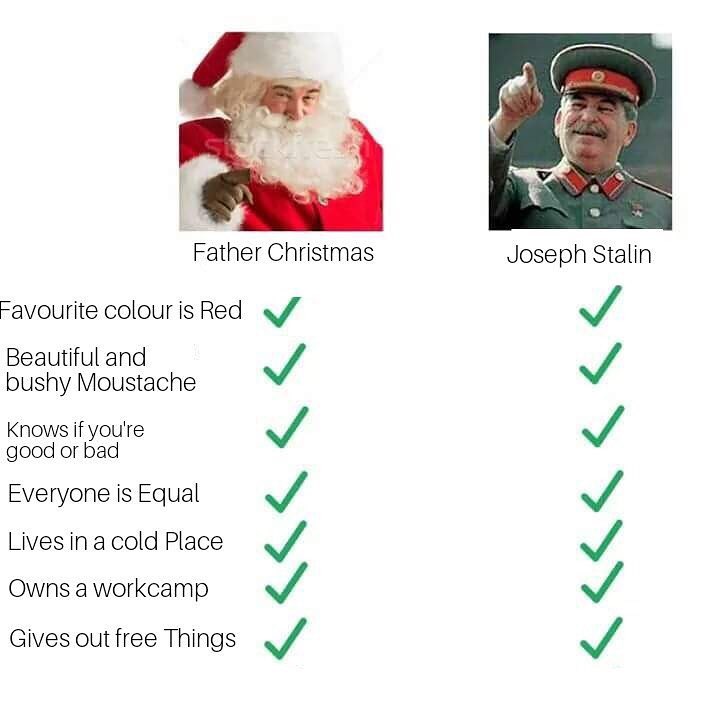 Father Christmas
Joseph Stalin
Favourite colour is Red
Beautiful and
bushy Moustache
Knows if you're
good or bad
Everyone is Equal
Lives in a cold Place
Owns a workcamp
Gives out free Things